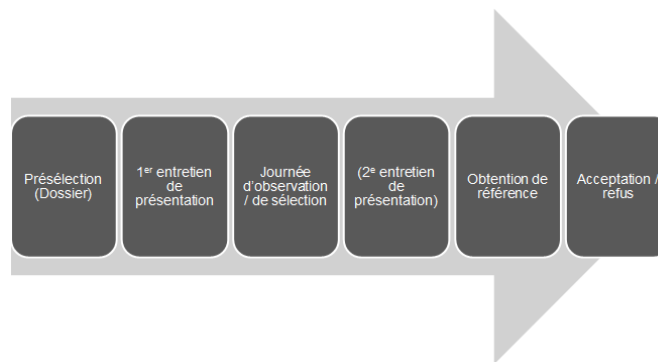 Présélection
(Dossier)
1er entretien
de
présentation
Journée
d'observation
/ de sélection
(2e entretien
de
présentation)
Obtention de
référence
Acceptation /
refus